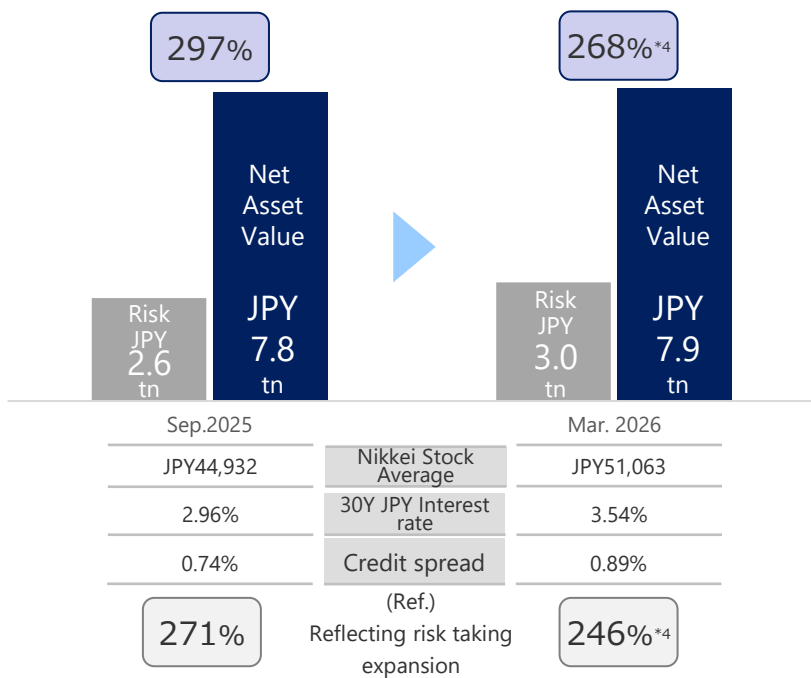 297%
268%*4
Net
Asset
Value
JPY
7.8
tn
Risk
JPY
2.6
tn
Net
Asset
Value
JPY
7.9
tn
Risk
JPY
3.0
tn
Sep.2025
Mar. 2026
JPY44,932
Nikkei Stock
Average
JPY51,063
2.96%
30Y JPY Interest
rate
3.54%
0.74%
Credit spread
0.89%
271%
(Ref.)
Reflecting risk taking
expansion
246%*4